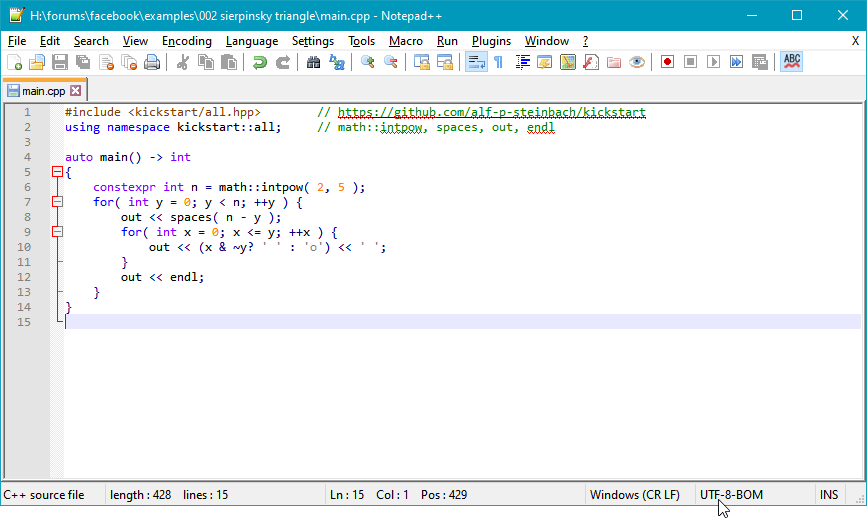 H:\forums\facebook\examples\002 sierpinsky triangle\main.cpp - Notepad++
File Edit Search View Encoding Language Settings Tools Macro Run Plugins Window ? X
ABC
main.cpp
1 #include <kickstart/all.hpp> // https://github.com/alf-p-steinbach/kickstart
2 using namespace kickstart::all; // math::intpow, spaces, out, endl
3
4 auto main() -> int
5 {
6 constexpr int n = math::intpow( 2, 5 );
7 for( int y = 0; y < n; ++y ) {
8 out << spaces( n - y );
9 for( int x = 0; x <= y; ++x ) {
10 out << (x & ~y? ' ' : 'o') << ' ';
11 }
12 out << endl;
13 }
14 }
15
C++ source file length : 428 lines : 15 Ln : 15 Col : 1 Pos : 429 Windows (CR LF) UTF-8-BOM INS